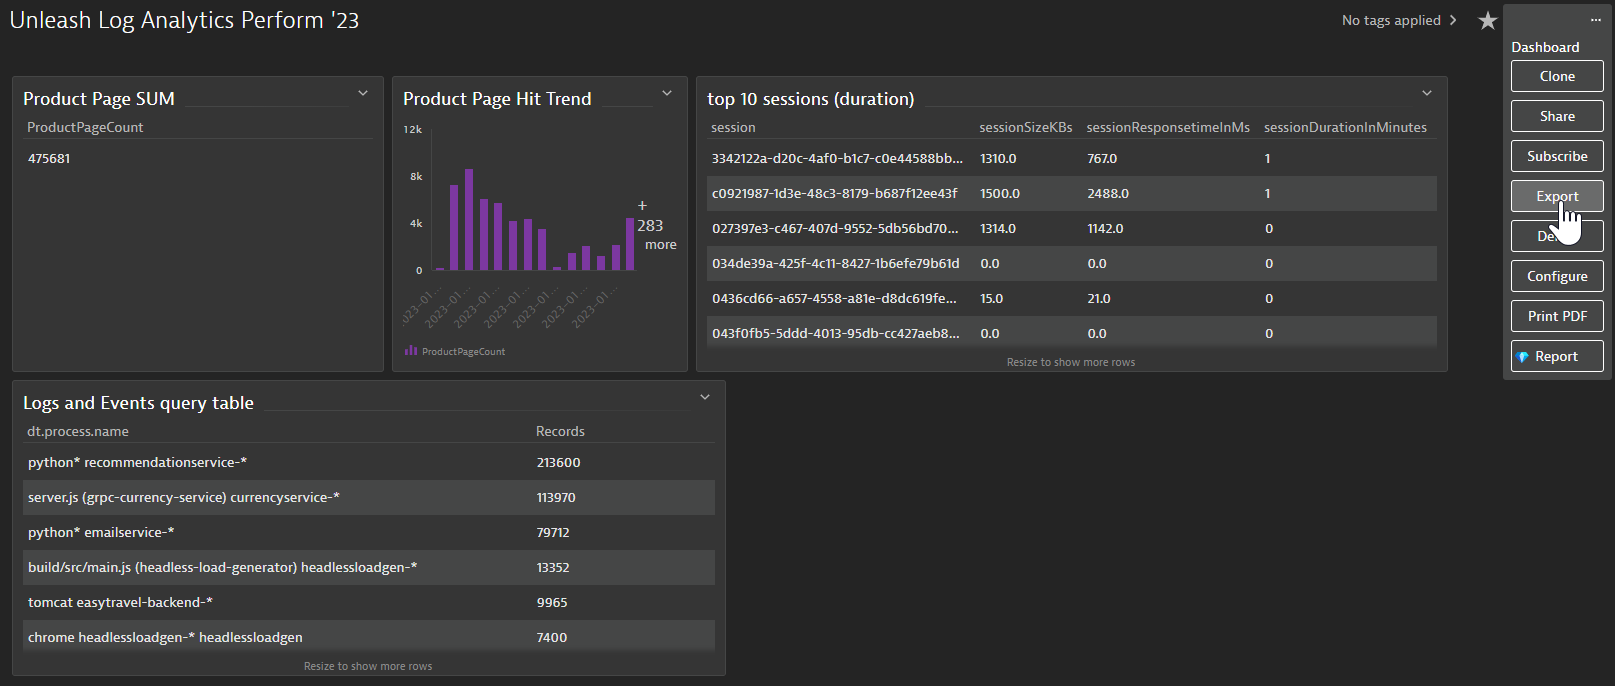 Unleash Log Analytics Perform '23
No tags applied
...
Dashboard
Clone
Share
Subscribe
Export
Configure
Print PDF
Report
Product Page SUM
ProductPageCount
475681
Product Page Hit Trend
12k
8k
4k
0
+
283
more
2023-01...
2023-01...
2023-01...
2023-01...
2023-01...
2023-01...
ProductPageCount
top 10 sessions (duration)
session sessionSizeKBs sessionResponsetimeInMs sessionDurationInMinutes
3342122a-d20c-4af0-b1c7-c0e44588bb... 1310.0 767.0 1
c0921987-1d3e-48c3-8179-b687f12ee43f 1500.0 2488.0 1
027397e3-c467-407d-9552-5db56bd70... 1314.0 1142.0 0
034de39a-425f-4c11-8427-1b6efe79b61d 0.0 0.0 0
0436cd66-a657-4558-a81e-d8dc619fe... 15.0 21.0 0
043f0fb5-5ddd-4013-95db-cc427aeb8... 0.0 0.0 0
Resize to show more rows
Logs and Events query table
dt.process.name Records
python* recommendationservice-* 213600
server.js (grpc-currency-service) currencyservice-* 113970
python* emailservice-* 79712
build/src/main.js (headless-load-generator) headlessloadgen-* 13352
tomcat easytravel-backend-* 9965
chrome headlessloadgen-* headlessloadgen 7400
Resize to show more rows